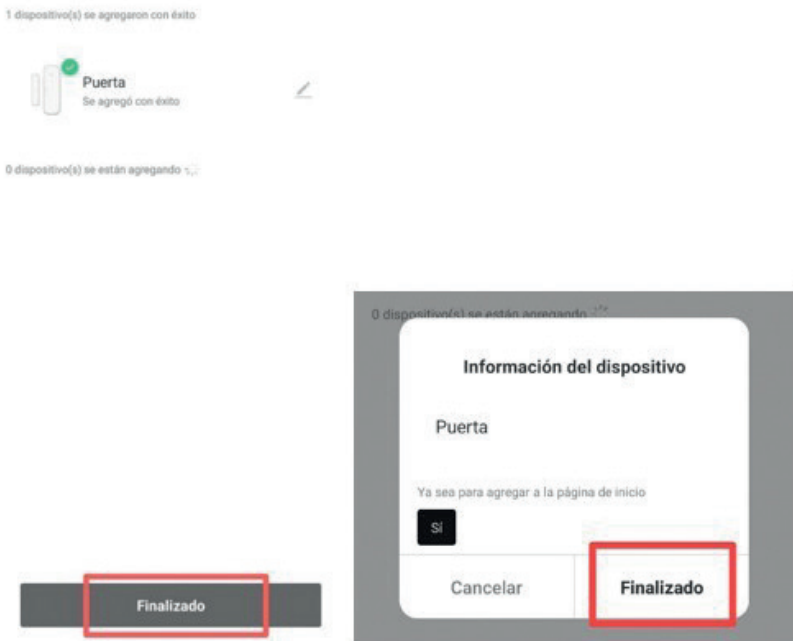 1 dispositivo(s) se agregaron con éxito
Puerta
Se agregó con éxito
0 dispositivo(s) se están agregando
Finalizado
0 dispositivo(s) se están agregando
Información del dispositivo
Puerta
Ya sea para agregar a la página de inicio
Sí
Cancelar
Finalizado